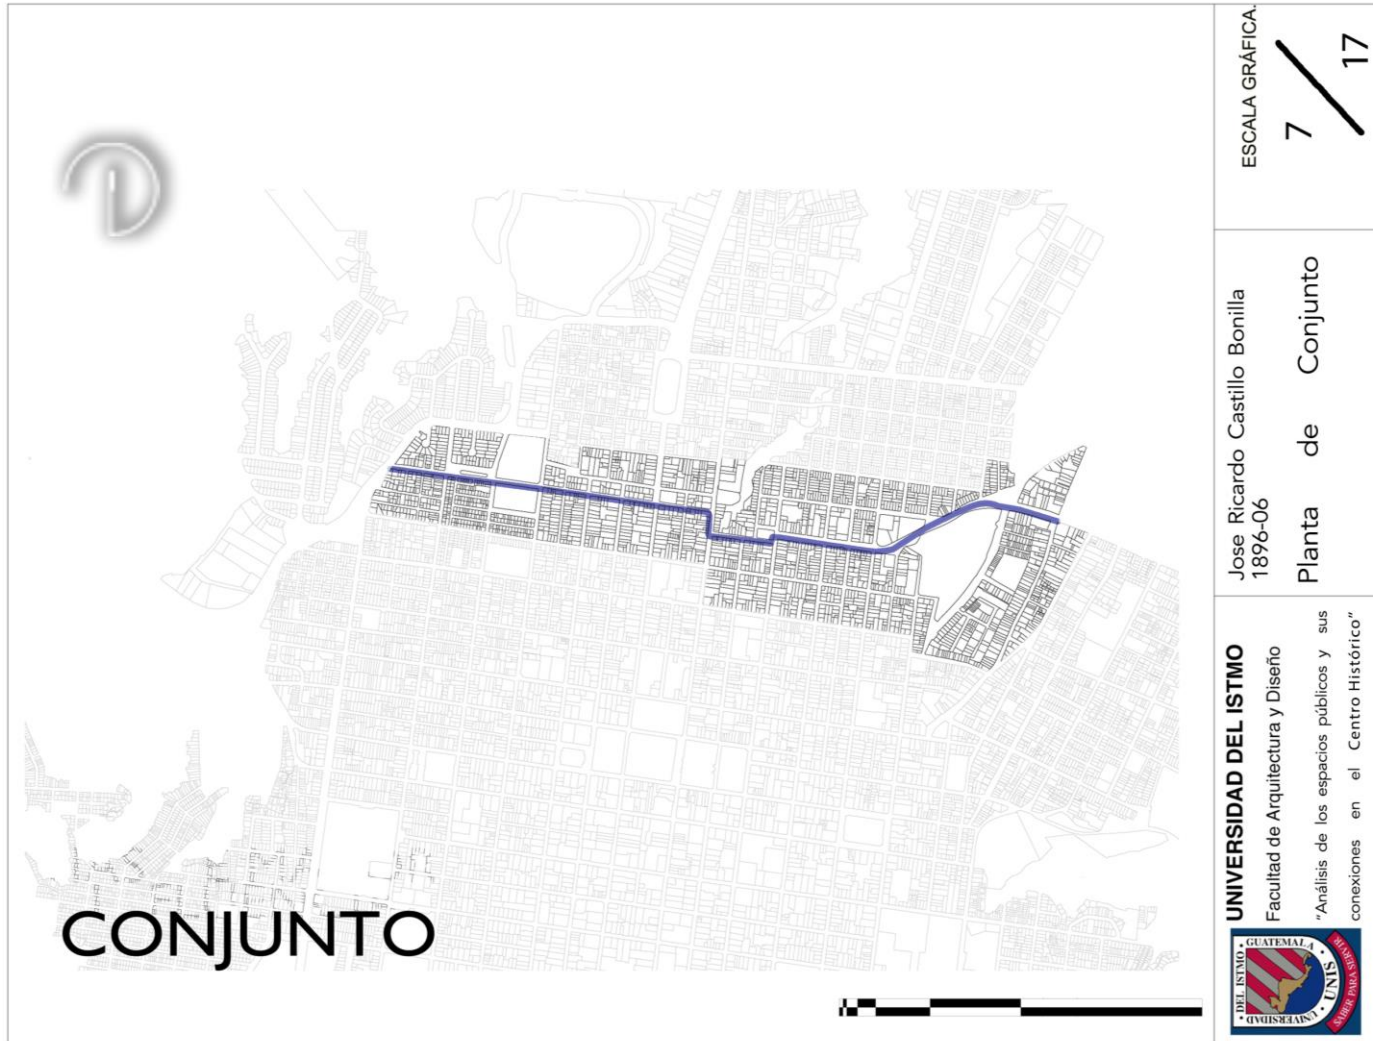 CONJUNTO
ESCALA GRÁFICA.
7
17
Jose Ricardo Castillo Bonilla
1896-06
Planta de Conjunto
UNIVERSIDAD DEL ISTMO
Facultad de Arquitectura y Diseño
"Análisis de los espacios públicos y sus
conexiones en el Centro Histórico"
UNIVERSIDAD · DEL ISTMO · GUATEMALA · UNIS ·
SABER PARA SERVIR